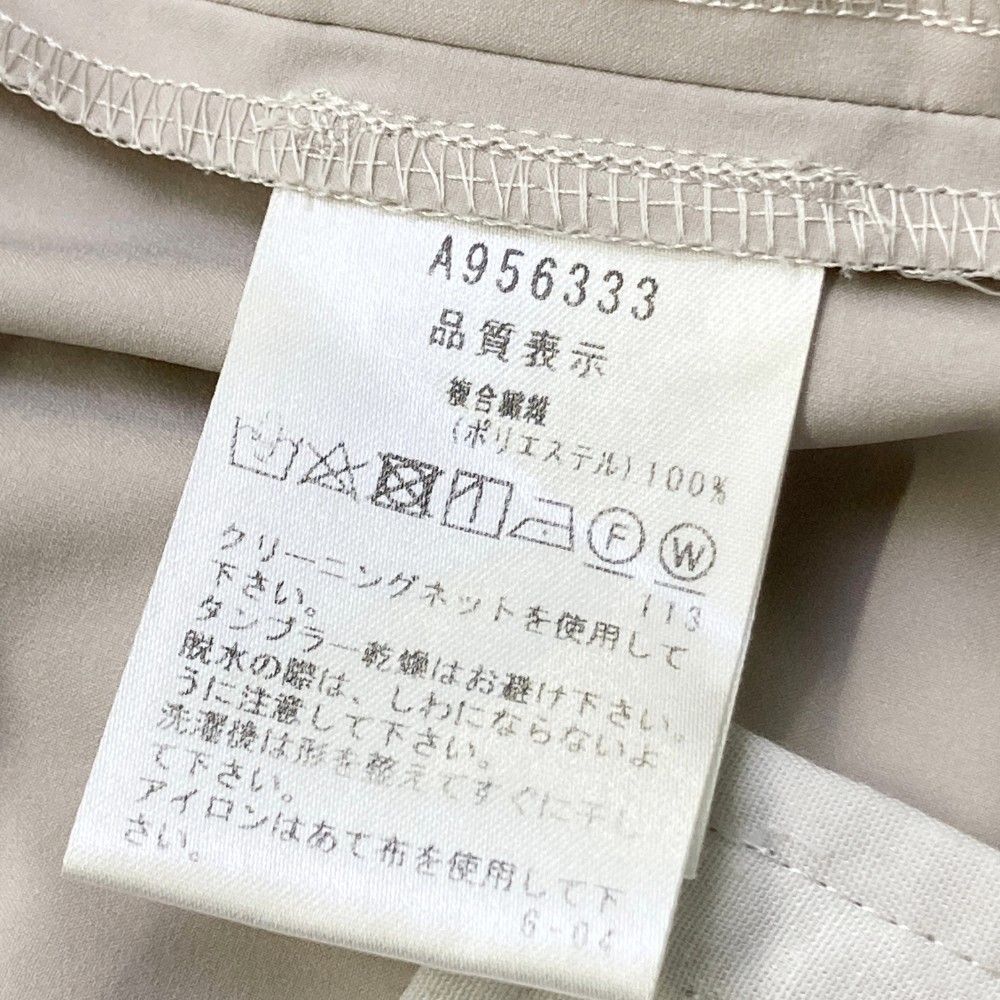 A956333
品質表示
複合繊維
(ポリエステル)100%
F W
113
クリーニングネットを使用して
下さい。
タンブラー乾燥はお避け下さい。
脱水の際は、しわにならないよ
うに注意して下さい。
洗濯後は形を整えてすぐに干し
て下さい。
アイロンはあて布を使用して下
さい。
6-04